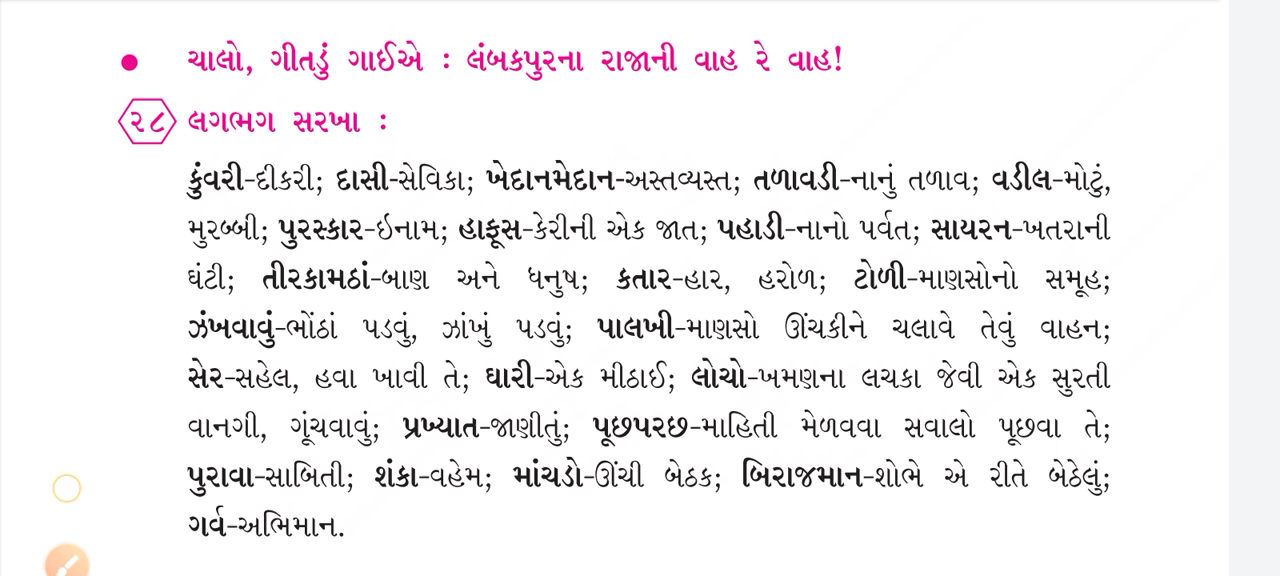 • ચાલો, ગીતડું ગાઈએ : લંબકપુરના રાજાની વાહ રે વાહ!
૨૮ લગભગ સરખા :
કુંવરી-દીકરી; દાસી-સેવિકા; ખેદાનમેદાન-અસ્તવ્યસ્ત; તળાવડી-નાનું તળાવ; વડીલ-મોટું,
મુરબ્બી; પુરસ્કાર-ઇનામ; હાફૂસ-કેરીની એક જાત; પહાડી-નાનો પર્વત; સાયરન-ખતરાની
ઘંટી; તીરકામઠાં-બાણ અને ધનુષ; કતાર-હાર, હરોળ; ટોળી-માણસોનો સમૂહ;
ઝંખવાવું-ભોંઠાં પડવું, ઝાંખું પડવું; પાલખી-માણસો ઊંચકીને ચલાવે તેવું વાહન;
સેર-સહેલ, હવા ખાવી તે; ઘારી-એક મીઠાઈ; લોચો-ખમણના લચકા જેવી એક સુરતી
વાનગી, ગૂંચવાવું; પ્રખ્યાત-જાણીતું; પૂછપરછ-માહિતી મેળવવા સવાલો પૂછવા તે;
પુરાવા-સાબિતી; શંકા-વહેમ; માંચડો-ઊંચી બેઠક; બિરાજમાન-શોભે એ રીતે બેઠેલું;
ગર્વ-અભિમાન.